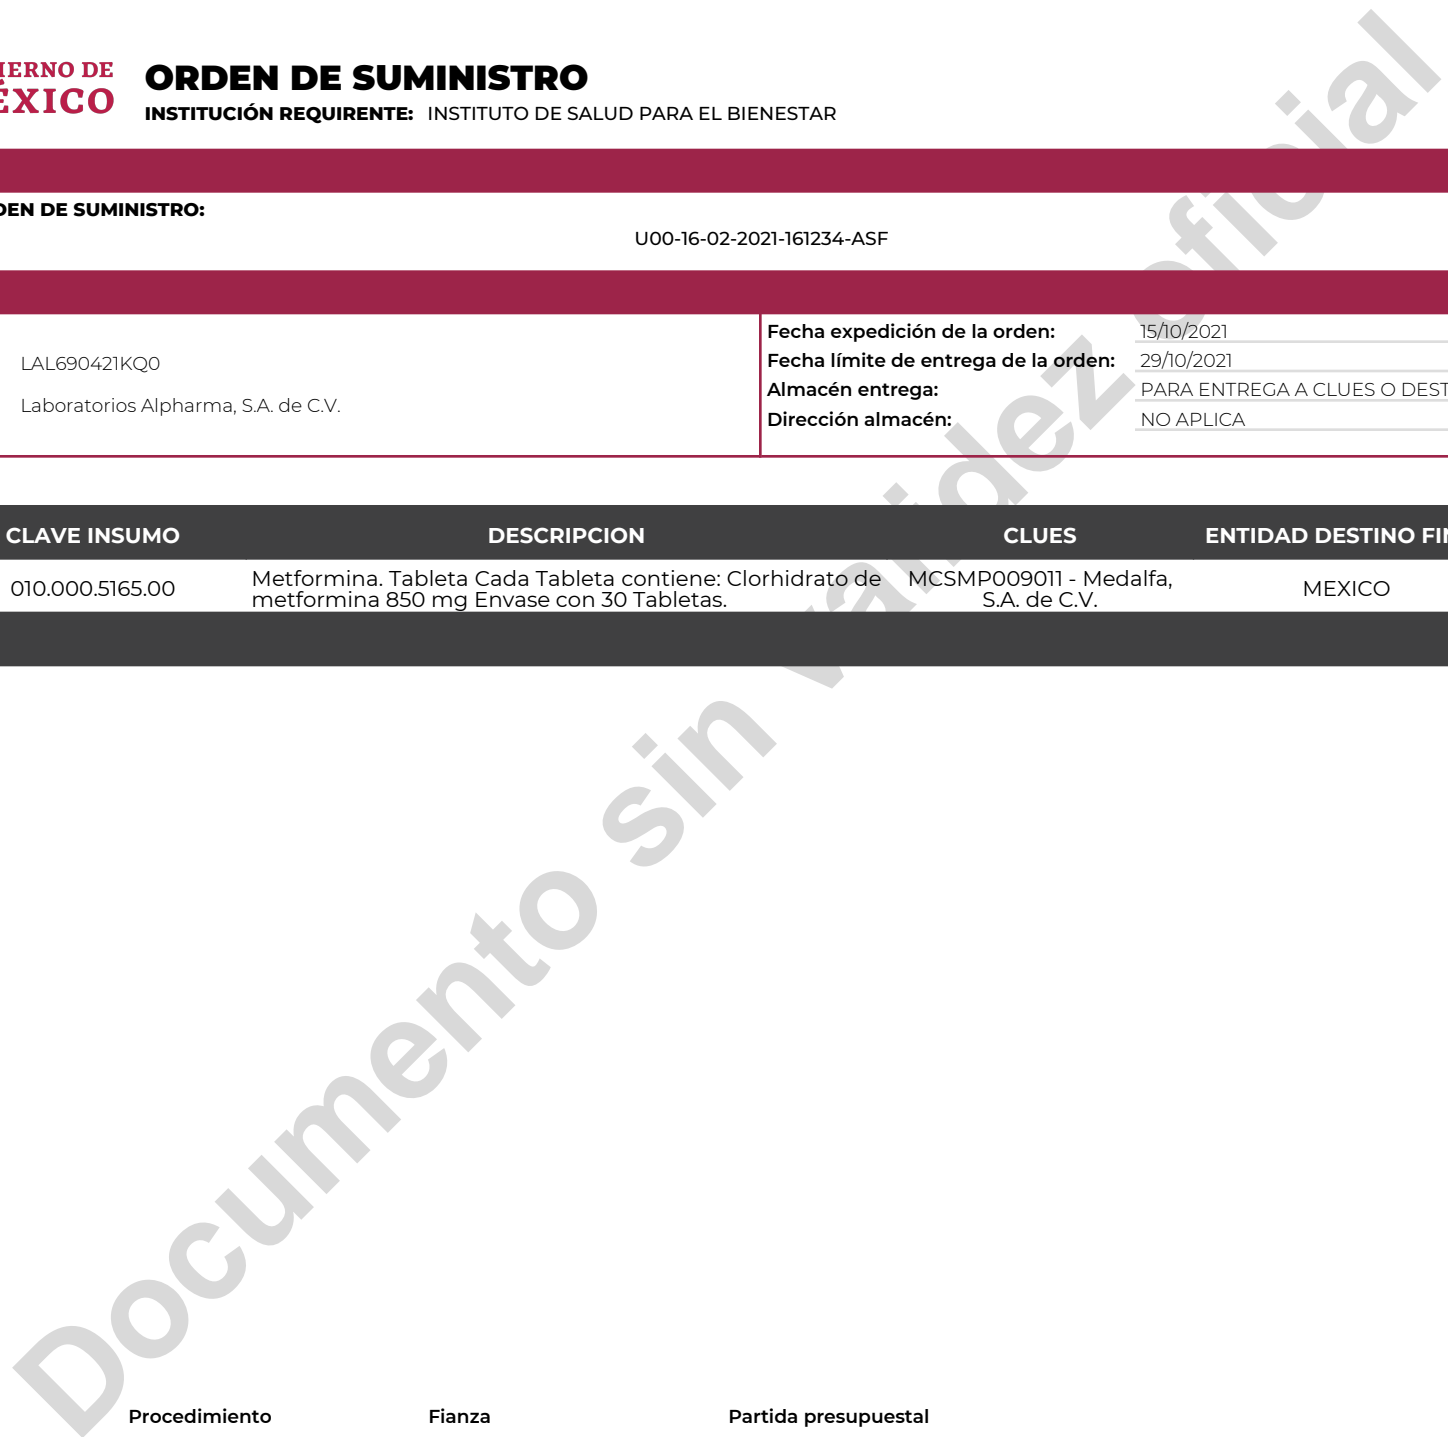 IERNO DE
ÉXICO
ORDEN DE SUMINISTRO
INSTITUCIÓN REQUIRENTE: INSTITUTO DE SALUD PARA EL BIENESTAR
DEN DE SUMINISTRO:
U00-16-02-2021-161234-ASF
LAL690421KQ0
Laboratorios Alpharma, S.A. de C.V.
Fecha expedición de la orden: 15/10/2021
Fecha límite de entrega de la orden: 29/10/2021
Almacén entrega: PARA ENTREGA A CLUES O DEST
Dirección almacén: NO APLICA
CLAVE INSUMO DESCRIPCION CLUES ENTIDAD DESTINO FIN
010.000.5165.00 Metformina. Tableta Cada Tableta contiene: Clorhidrato de MCSMP009011 - Medalfa, MEXICO
metformina 850 mg Envase con 30 Tabletas. S.A. de C.V.
Documento sin validez oficial
Procedimiento Fianza Partida presupuestal